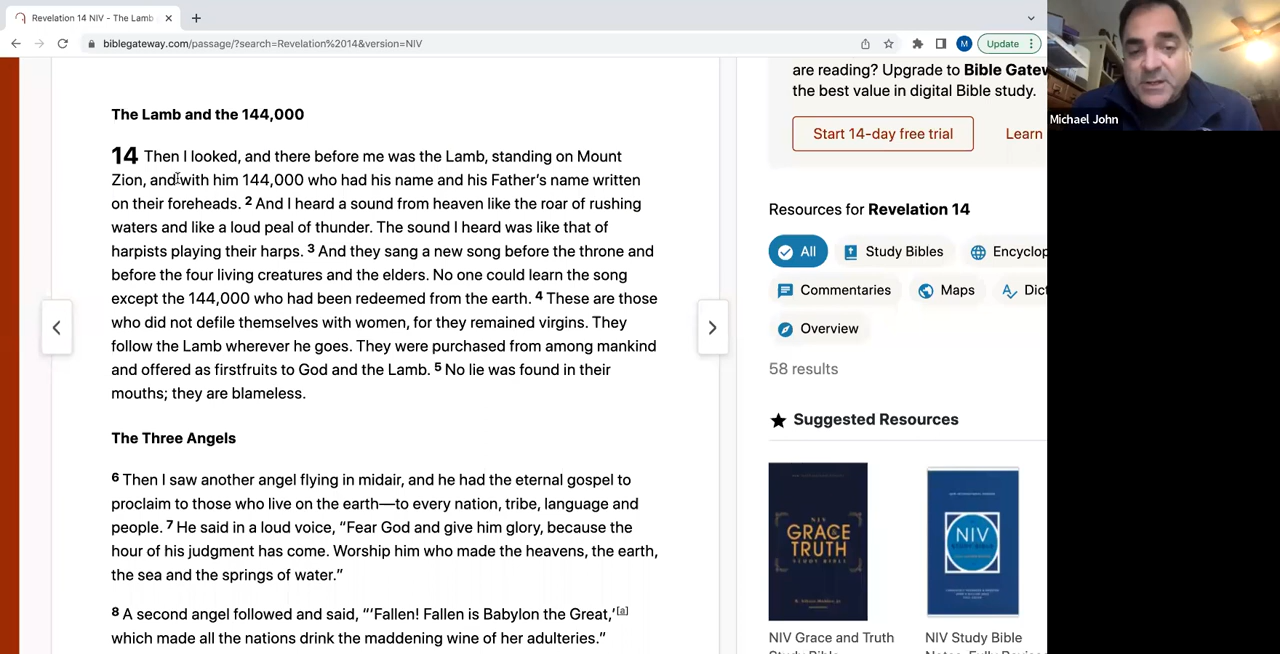 Revelation 14 NIV - The Lamb
biblegateway.com/passage/?search=Revelation%2014&version=NIV
M
Update
Michael John
The Lamb and the 144,000
14 Then I looked, and there before me was the Lamb, standing on Mount
Zion, and with him 144,000 who had his name and his Father’s name written
on their foreheads. 2 And I heard a sound from heaven like the roar of rushing
waters and like a loud peal of thunder. The sound I heard was like that of
harpists playing their harps. 3 And they sang a new song before the throne and
before the four living creatures and the elders. No one could learn the song
except the 144,000 who had been redeemed from the earth. 4 These are those
who did not defile themselves with women, for they remained virgins. They
follow the Lamb wherever he goes. They were purchased from among mankind
and offered as firstfruits to God and the Lamb. 5 No lie was found in their
mouths; they are blameless.
The Three Angels
6 Then I saw another angel flying in midair, and he had the eternal gospel to
proclaim to those who live on the earth—to every nation, tribe, language and
people. 7 He said in a loud voice, “Fear God and give him glory, because the
hour of his judgment has come. Worship him who made the heavens, the earth,
the sea and the springs of water.”
8 A second angel followed and said, “‘Fallen! Fallen is Babylon the Great,’[a]
which made all the nations drink the maddening wine of her adulteries.”
are reading? Upgrade to Bible Gatew
the best value in digital Bible study.
Start 14-day free trial
Learn
Resources for Revelation 14
All
Study Bibles
Encyclop
Commentaries
Maps
Dict
Overview
58 results
Suggested Resources
NIV
GRACE
TRUTH
STUDY BIBLE
NIV
STUDY BIBLE
NIV Grace and Truth
NIV Study Bible